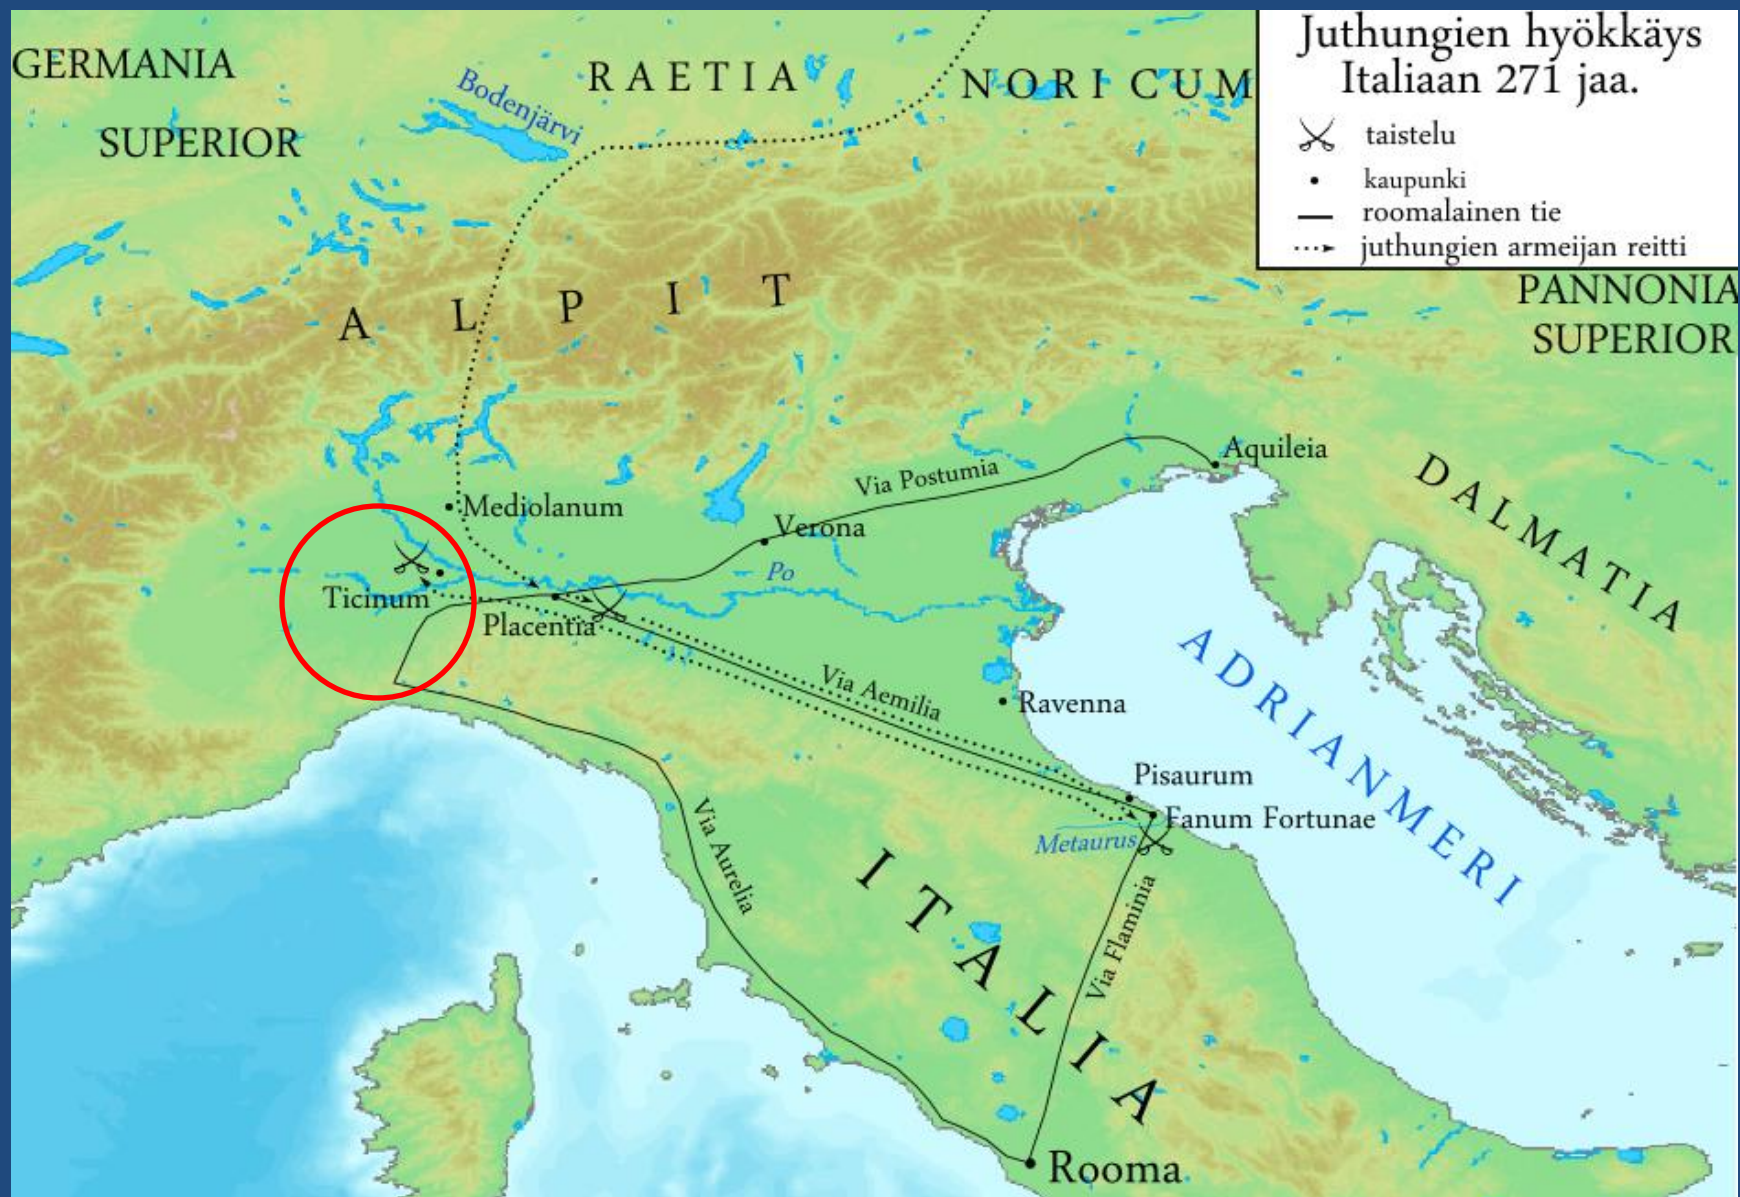 Juthungien hyökkäys
Italiaan 271 jaa.
taistelu
kaupunki
roomalainen tie
juthungien armeijan reitti
GERMANIA
SUPERIOR
RAETIA
NORICUM
Bodenjärvi
PANNONIA
SUPERIOR
ALPIT
Aquileia
Via Postumia
DALMATIA
Mediolanum
Verona
Po
Ticinum
Placentia
Via Aemilia
Ravenna
ADRIANMERI
Pisaurum
Fanum Fortunae
Metaurus
Via Aurelia
ITALIA
Via Flaminia
Rooma